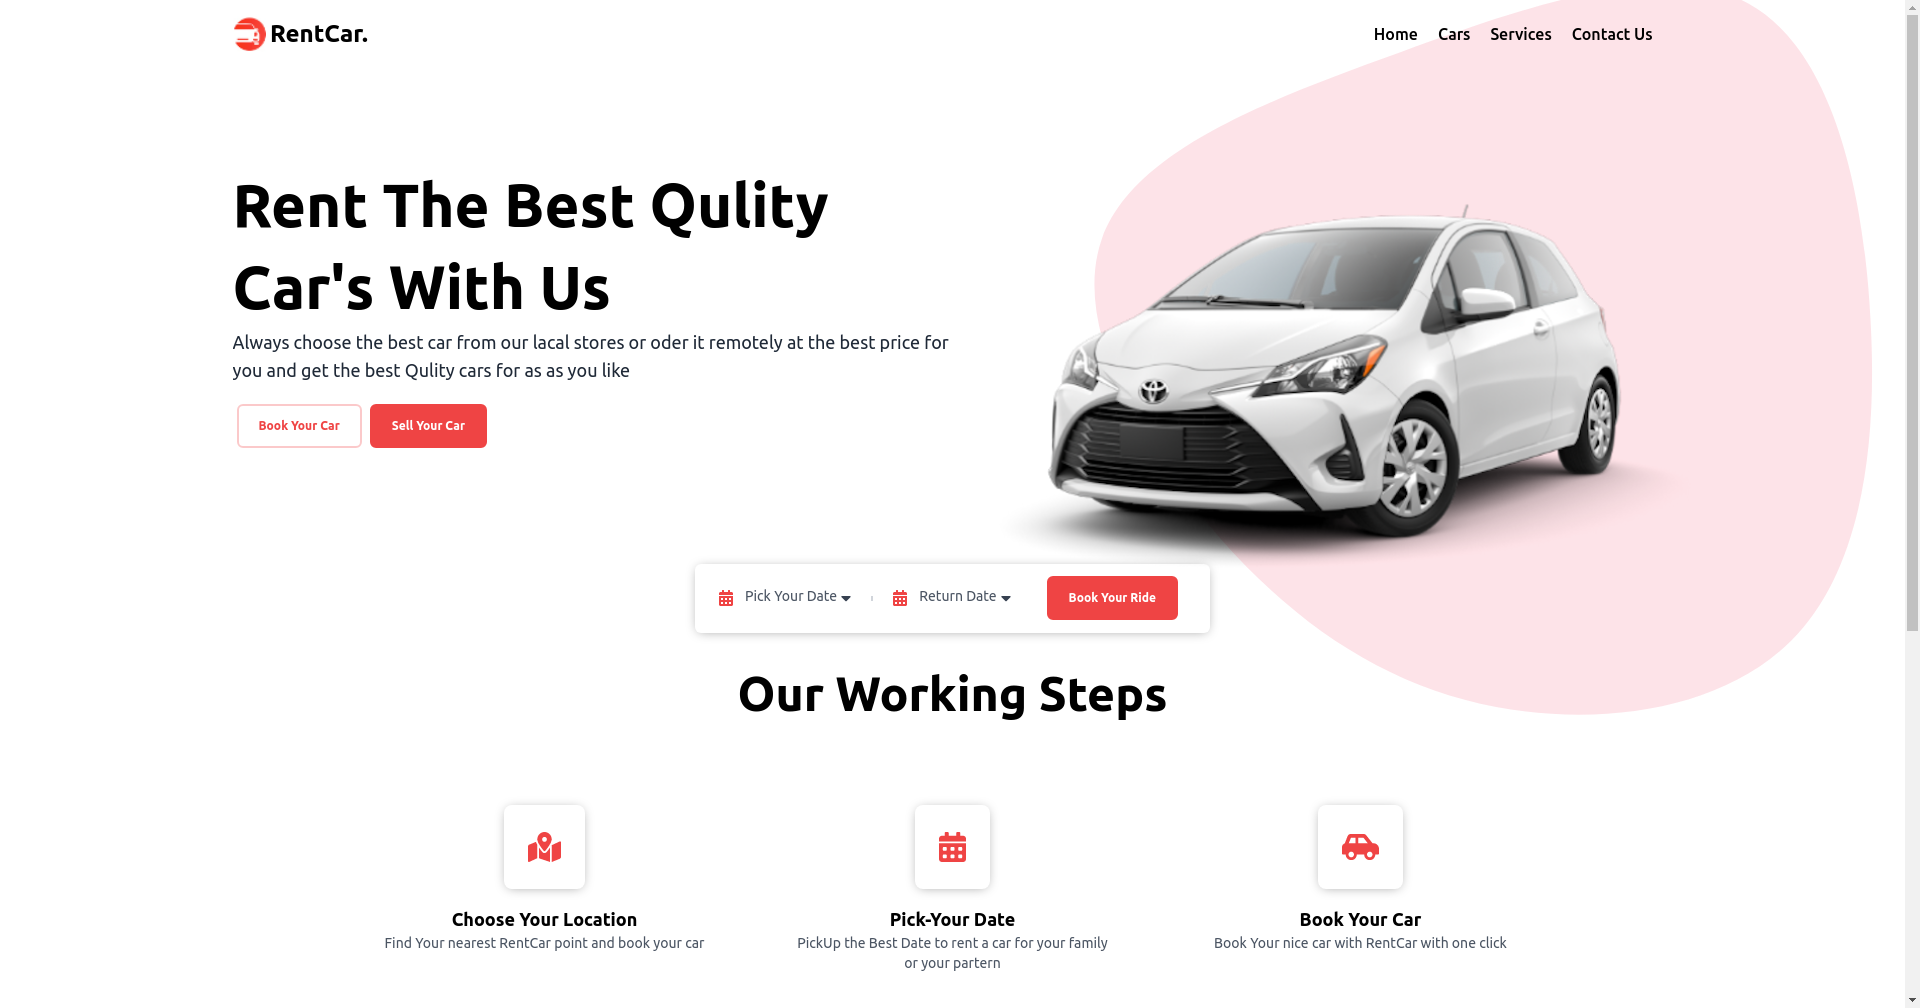 RentCar.
Home Cars Services Contact Us
Rent The Best Qulity
Car's With Us
Always choose the best car from our lacal stores or oder it remotely at the best price for
you and get the best Qulity cars for as as you like
Book Your Car Sell Your Car
Pick Your Date Return Date Book Your Ride
Our Working Steps
Choose Your Location
Find Your nearest RentCar point and book your car
Pick-Your Date
PickUp the Best Date to rent a car for your family
or your partern
Book Your Car
Book Your nice car with RentCar with one click